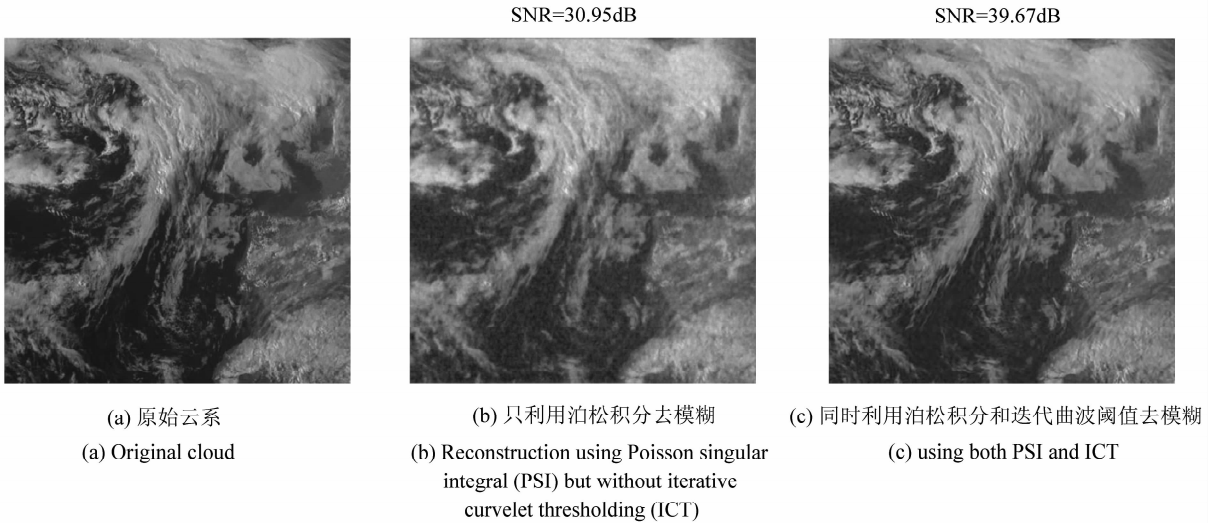 SNR=30.95dB
SNR=39.67dB
(a) 原始云系
(a) Original cloud
(b) 只利用泊松积分去模糊
(b) Reconstruction using Poisson singular
integral (PSI) but without iterative
curvelet thresholding (ICT)
(c) 同时利用泊松积分和迭代曲波阈值去模糊
(c) using both PSI and ICT